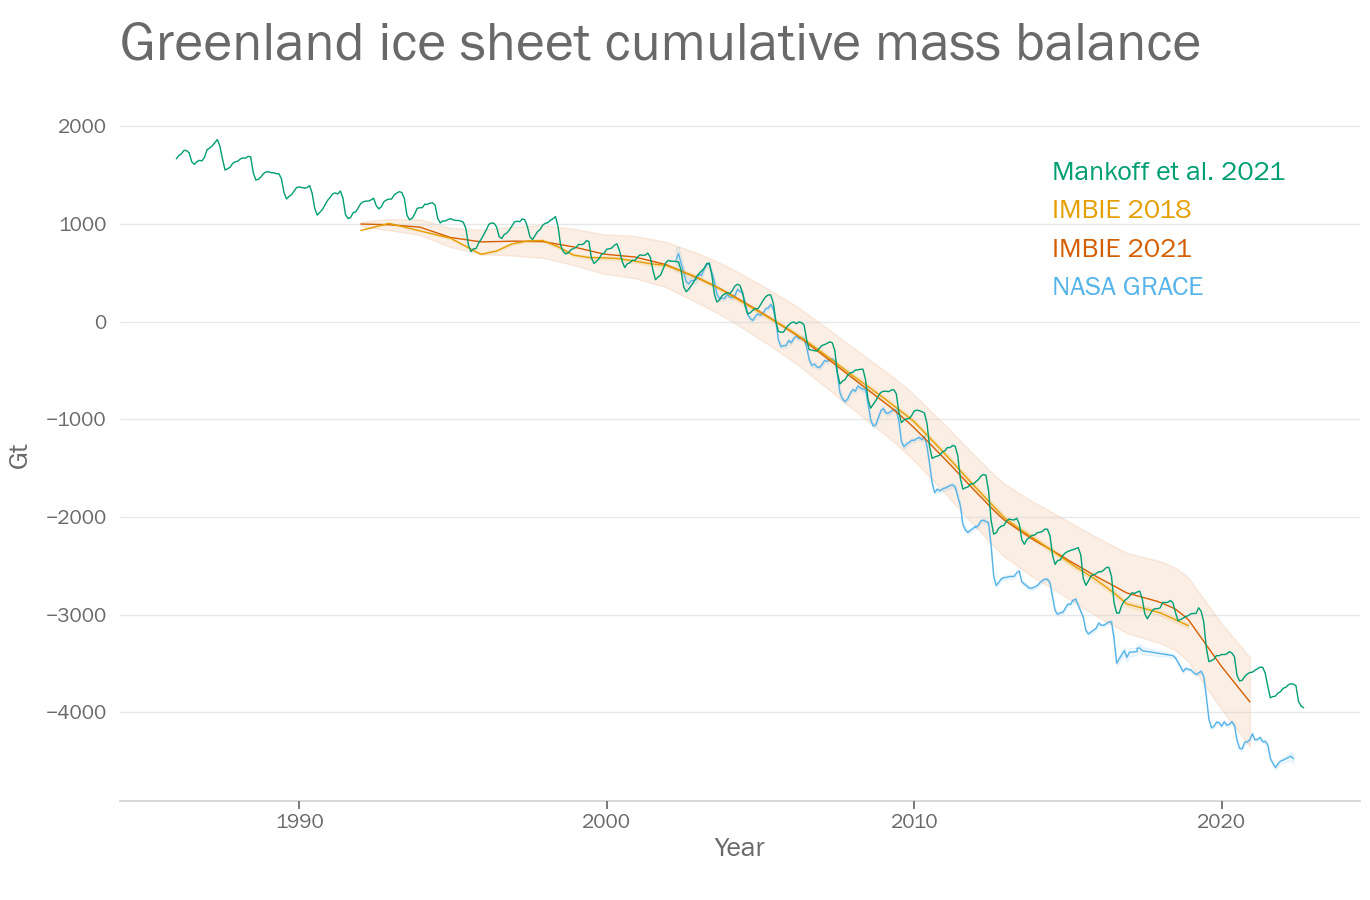 Greenland ice sheet cumulative mass balance
2000
1000
0
−1000
−2000
−3000
−4000
Gt
Mankoff et al. 2021
IMBIE 2018
IMBIE 2021
NASA GRACE
1990
2000
2010
2020
Year